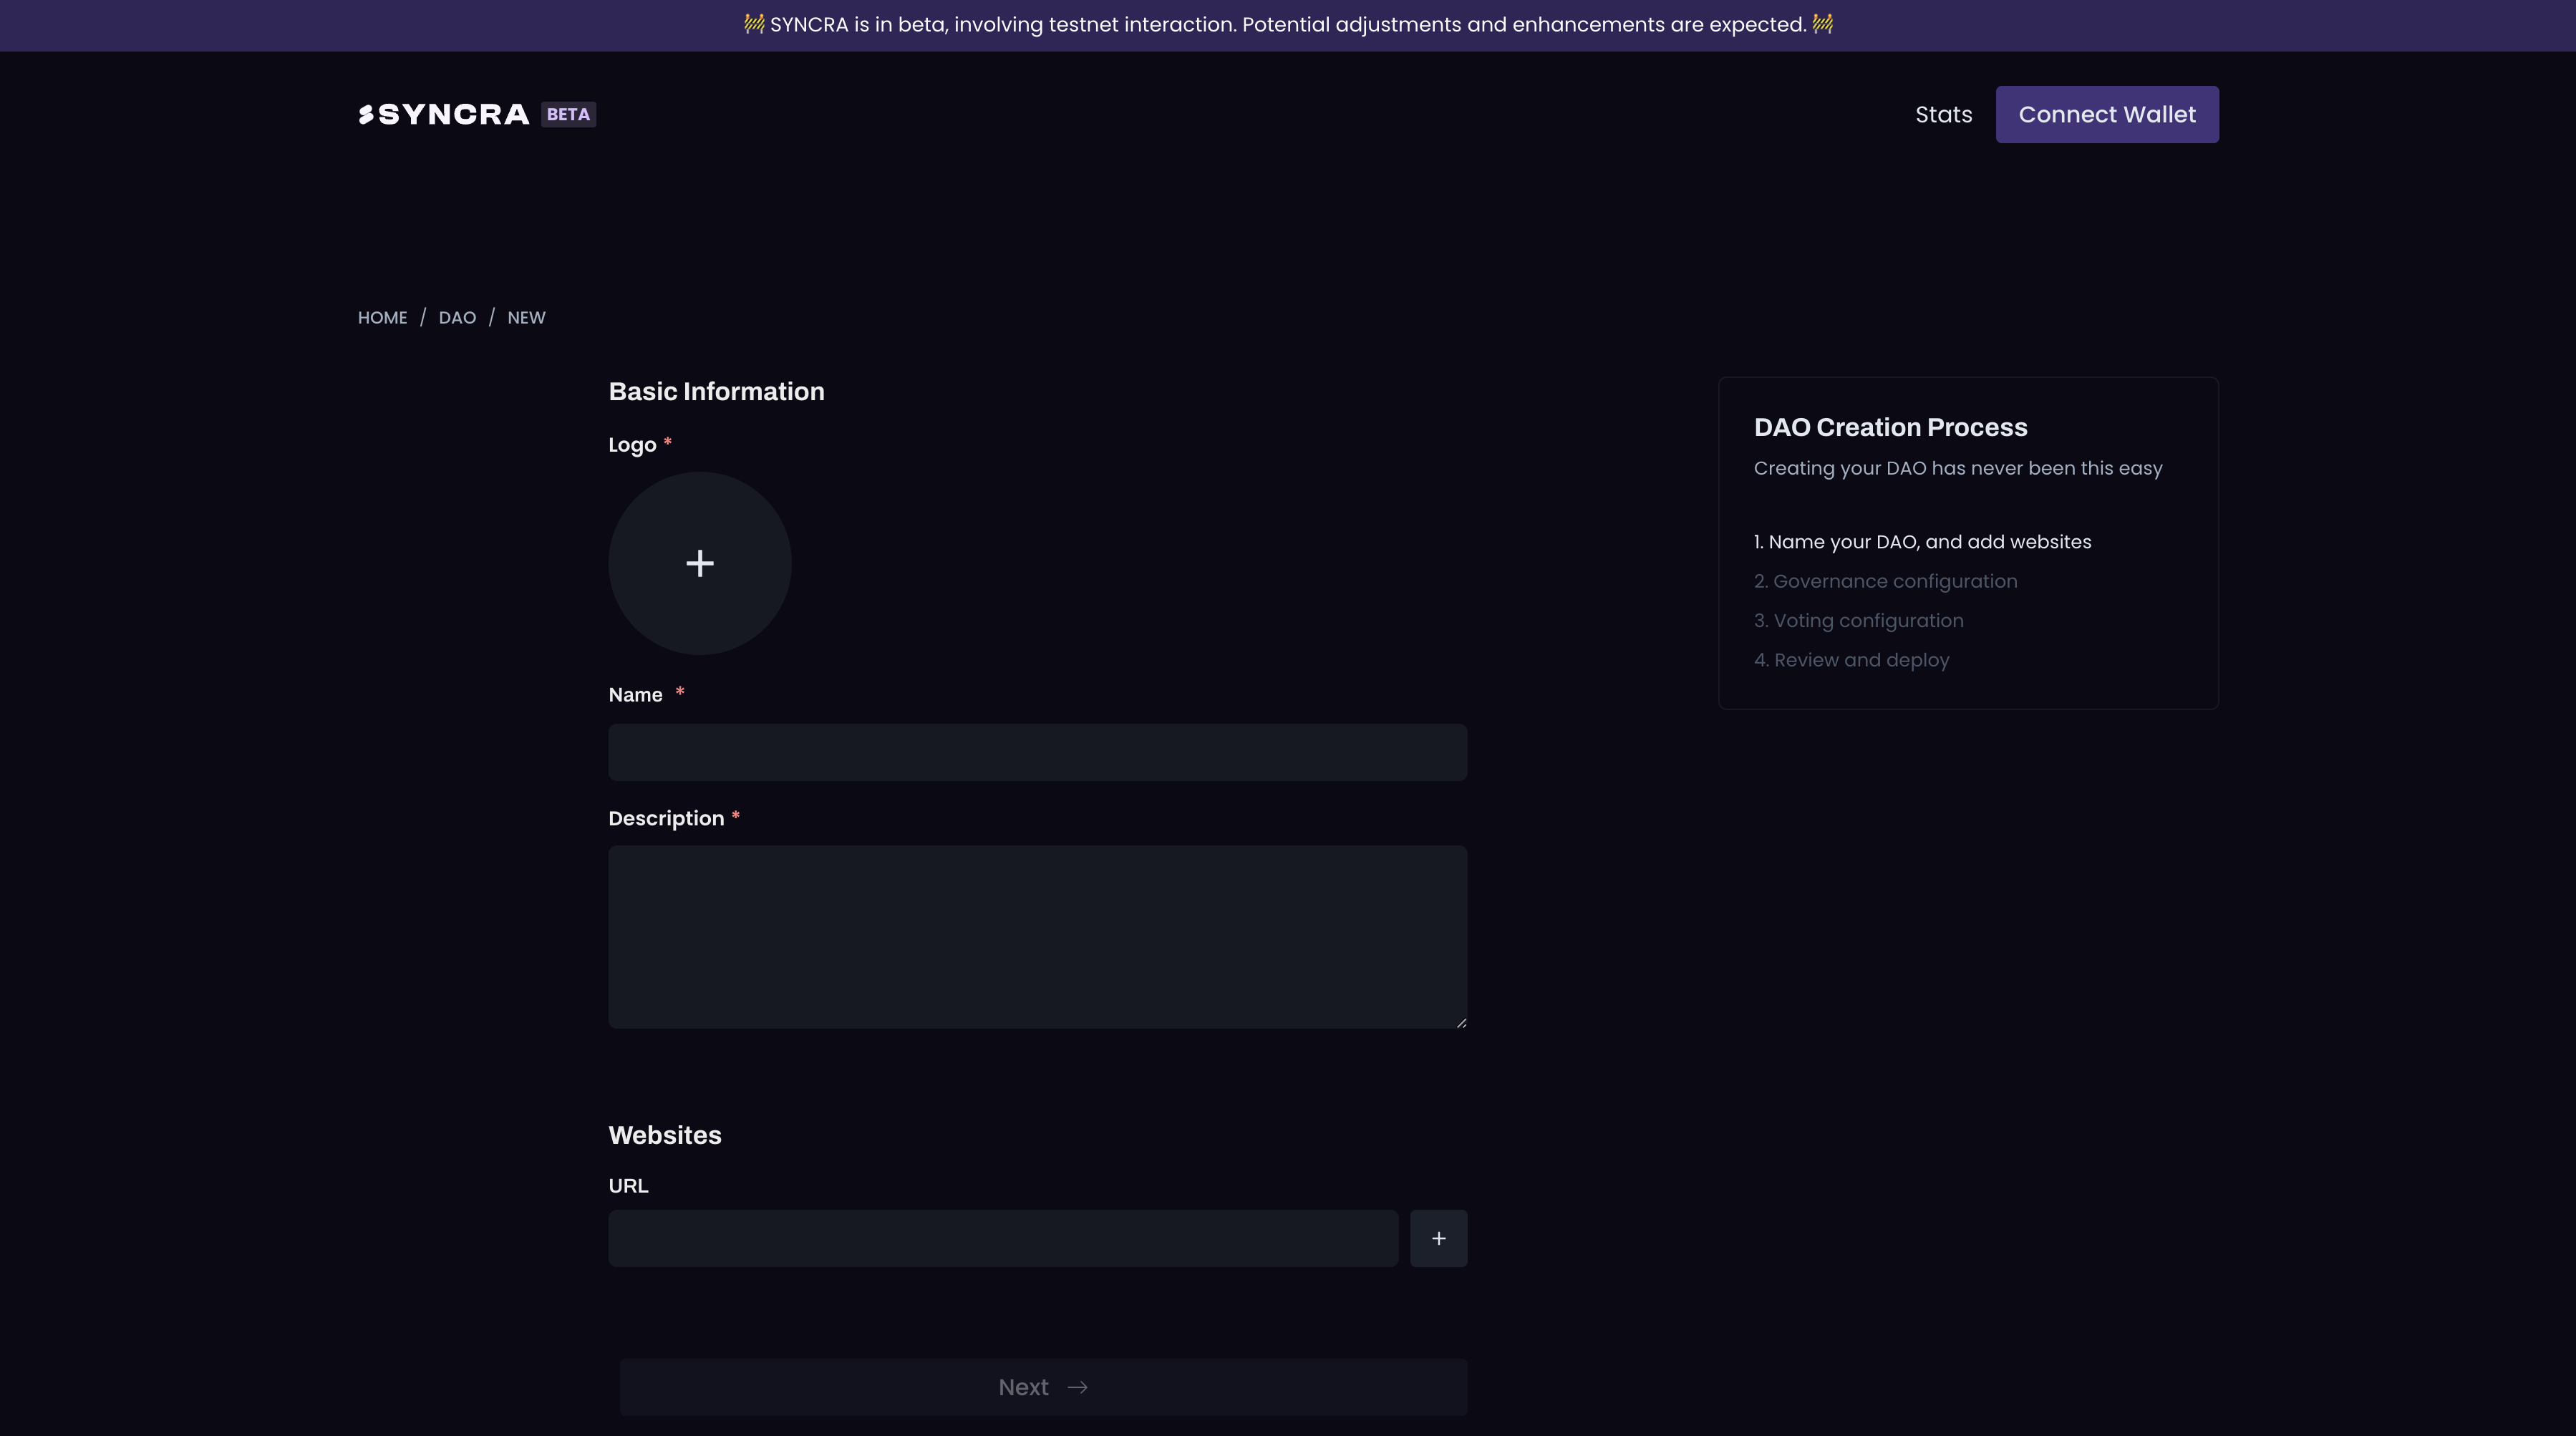 🚧 SYNCRA is in beta, involving testnet interaction. Potential adjustments and enhancements are expected. 🚧
SYNCRA BETA
Stats
Connect Wallet
HOME / DAO / NEW
Basic Information
Logo *
+
Name *
Description *
Websites
URL
+
Next →
DAO Creation Process
Creating your DAO has never been this easy
1. Name your DAO, and add websites
2. Governance configuration
3. Voting configuration
4. Review and deploy